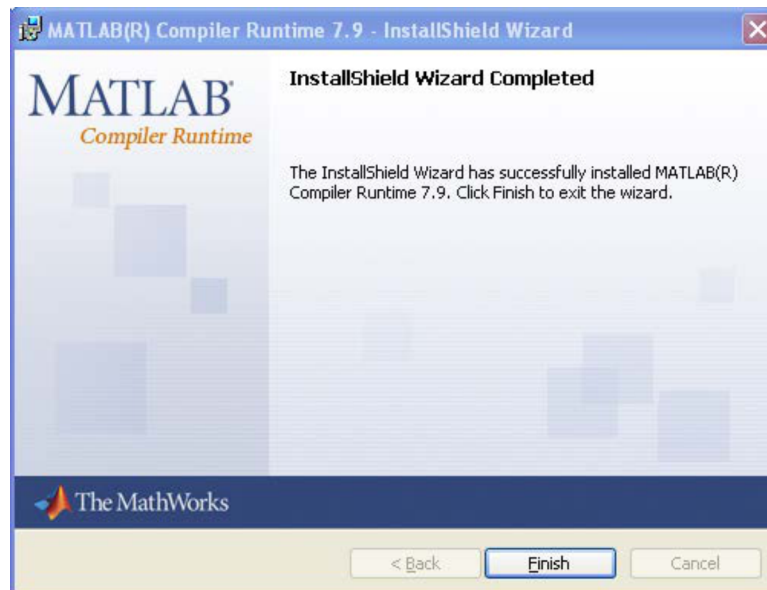 MATLAB(R) Compiler Runtime 7.9 - InstallShield Wizard
MATLAB®
Compiler Runtime
InstallShield Wizard Completed
The InstallShield Wizard has successfully installed MATLAB(R)
Compiler Runtime 7.9. Click Finish to exit the wizard.
The MathWorks
< Back
Finish
Cancel